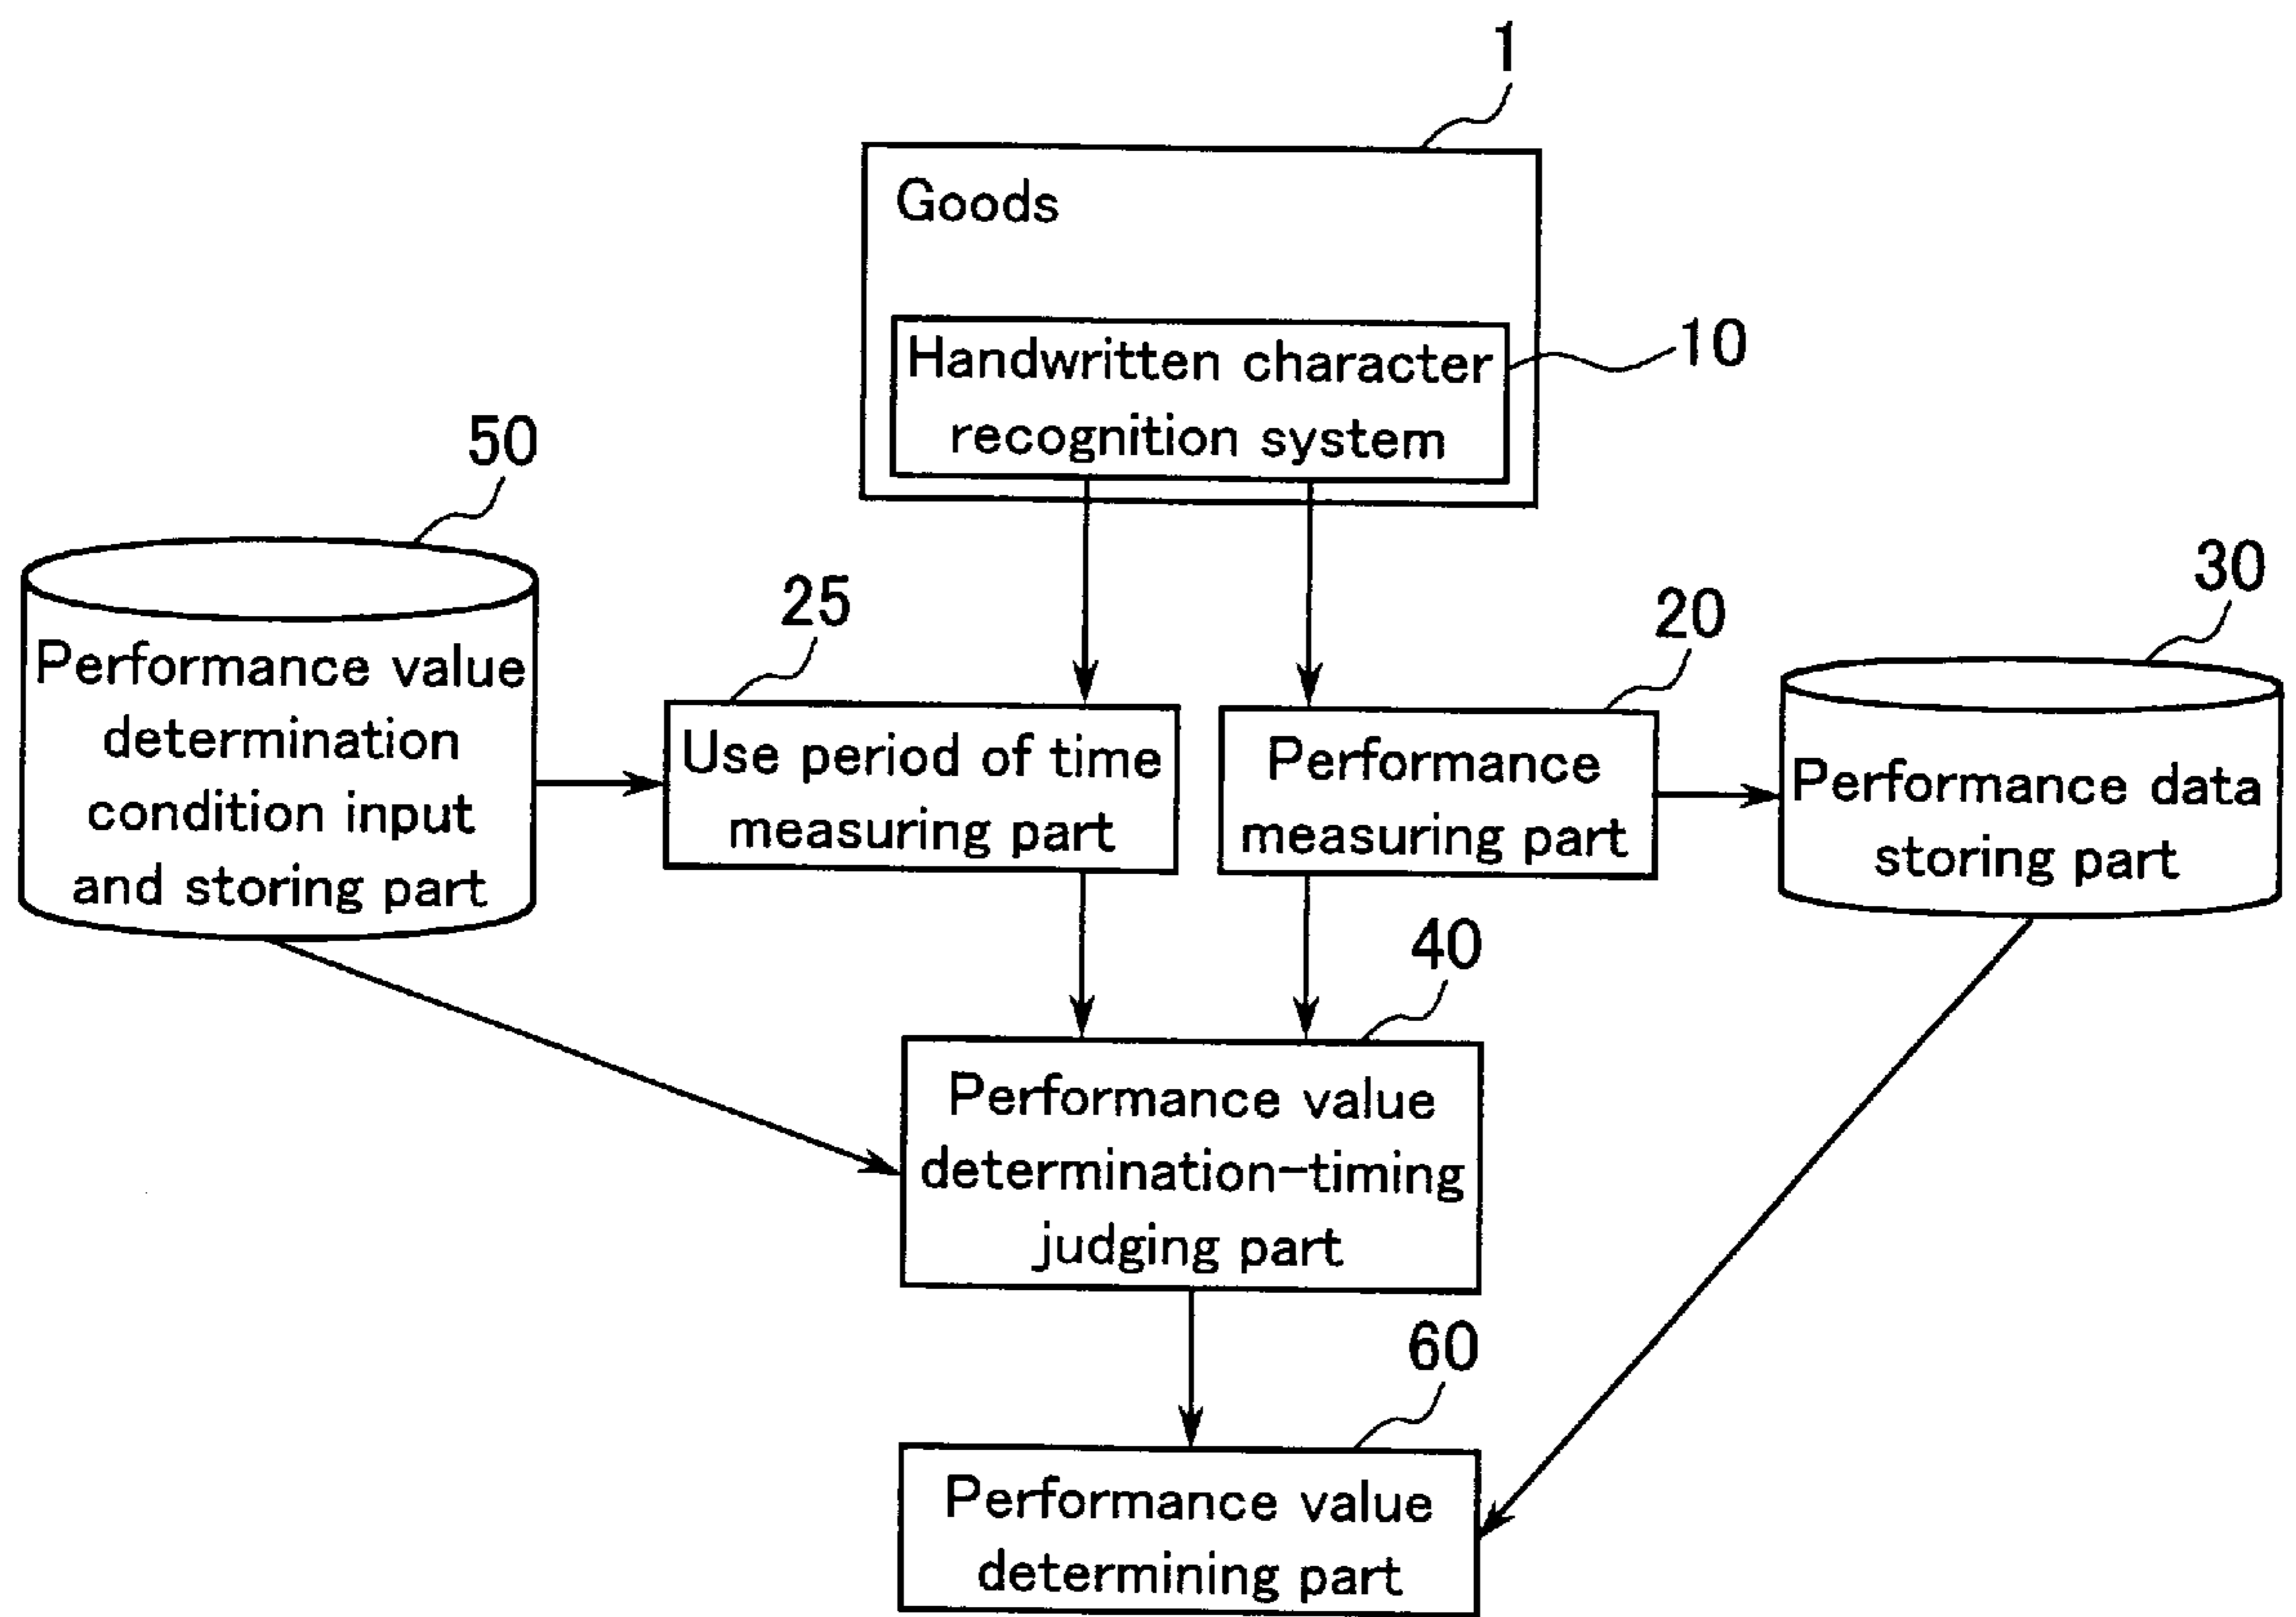 1
Goods
Handwritten character
recognition system
10
50
Performance value
determination
condition input
and storing part
25
Use period of time
measuring part
20
Performance
measuring part
30
Performance data
storing part
40
Performance value
determination-timing
judging part
60
Performance value
determining part